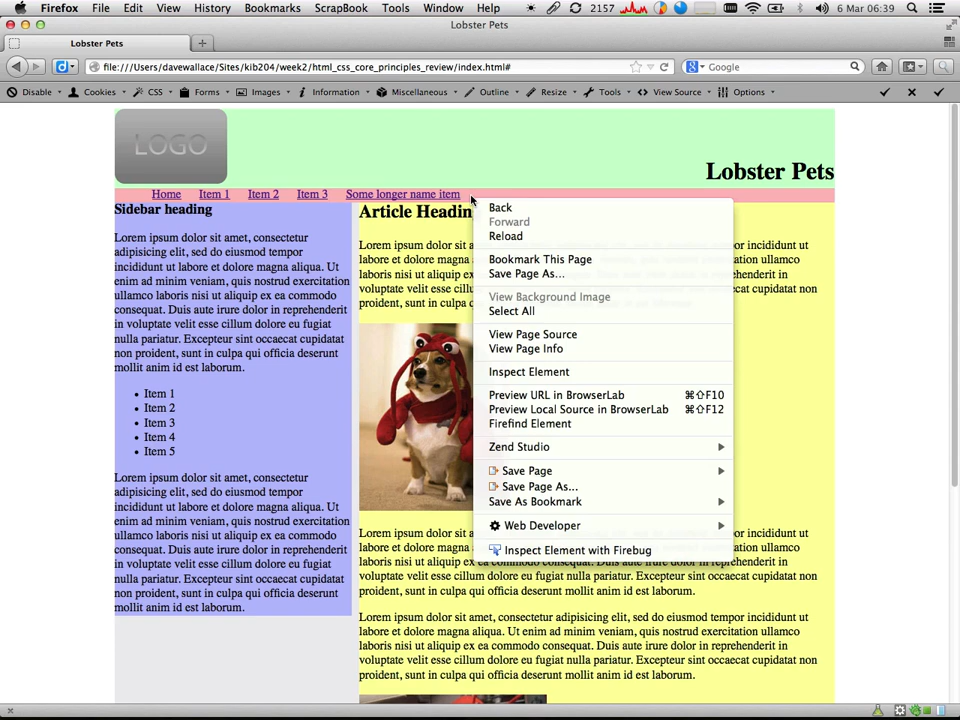 Firefox File Edit View History Bookmarks ScrapBook Tools Window Help 2157 6 Mar 06:39
Lobster Pets
Lobster Pets
file:///Users/davewallace/Sites/kib204/week2/html_css_core_principles_review/index.html#
Google
Disable Cookies CSS Forms Images Information Miscellaneous Outline Resize Tools View Source Options
LOGO
Lobster Pets
Home Item 1 Item 2 Item 3 Some longer name item
Sidebar heading
Lorem ipsum dolor sit amet, consectetur
adipisicing elit, sed do eiusmod tempor
incididunt ut labore et dolore magna aliqua. Ut
enim ad minim veniam, quis nostrud
exercitation ullamco laboris nisi ut
aliquip ex ea commodo
consequat. Duis aute irure dolor in reprehenderit
in voluptate velit esse cillum dolore eu fugiat
nulla pariatur. Excepteur sint occaecat cupidatat
non proident, sunt in culpa qui officia deserunt
mollit anim id est laborum.
Item 1
Item 2
Item 3
Item 4
Item 5
Lorem ipsum dolor sit amet, consectetur
adipisicing elit, sed do eiusmod tempor
incididunt ut labore et dolore magna aliqua. Ut
enim ad minim veniam, quis nostrud exercitation
ullamco laboris nisi ut aliquip ex ea commodo
consequat. Duis aute irure dolor in reprehenderit
in voluptate velit esse cillum dolore eu fugiat
nulla pariatur. Excepteur sint occaecat cupidatat
non proident, sunt in culpa qui officia deserunt
mollit anim id est laborum.
Article Headin
Lorem ipsum dolor sit a
eiusmod tempor
incididunt ut labore et d
aliquip ex ea commodo
Back
Forward
Reload
Bookmark This Page
Save Page As...
View Background Image
Select All
View Page Source
View Page Info
Inspect Element
Preview URL in BrowserLab ⌘⇧F10
Preview Local Source in BrowserLab ⌘⇧F12
Firefind Element
Zend Studio
Save Page
Save Page As...
Save As Bookmark
Web Developer
Inspect Element with Firebug
voluptate velit esse cillum dolore eu fugiat nulla pariatur. Excepteur sint occaecat
cupidatat non proident, sunt in culpa qui officia deserunt mollit anim id est laborum.
Lorem ipsum dolor sit amet, consectetur adipisicing elit, sed do eiusmod tempor
incididunt ut labore et dolore magna aliqua. Ut enim ad minim veniam, quis nostrud exercitation
ullamco laboris nisi ut aliquip ex ea commodo consequat. Duis aute irure dolor in reprehenderit in
voluptate velit esse cillum dolore eu fugiat nulla pariatur. Excepteur sint occaecat cupidatat non
proident, sunt in culpa qui officia deserunt mollit anim id est laborum.